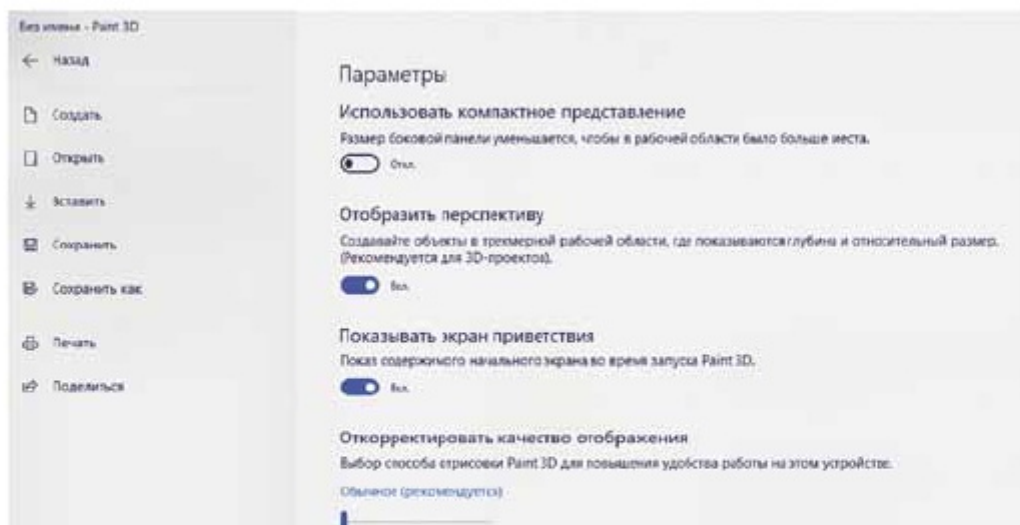 Без имени - Paint 3D
Назад
Создать
Открыть
Вставить
Сохранить
Сохранить как
Печать
Поделиться
Параметры
Использовать компактное представление
Размер боковой панели уменьшается, чтобы в рабочей области было больше места.
Откл.
Отобразить перспективу
Создавайте объекты в трехмерной рабочей области, где показываются глубина и относительный размер.
(Рекомендуется для 3D-проектов).
Вкл.
Показывать экран приветствия
Показ содержимого начального экрана во время запуска Paint 3D.
Вкл.
Откорректировать качество отображения
Выбор способа отрисовки Paint 3D для повышения удобства работы на этом устройстве.
Обычное (рекомендуется)